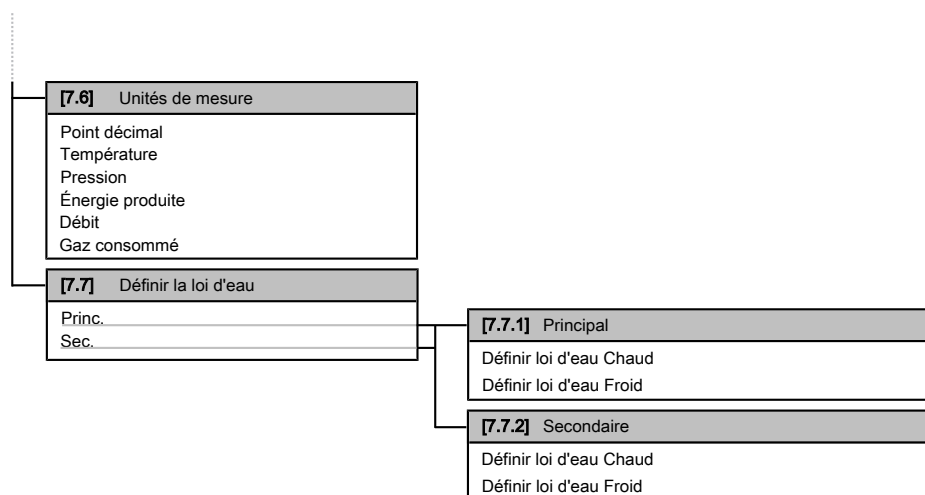 [7.6] Unités de mesure
Point décimal
Température
Pression
Énergie produite
Débit
Gaz consommé
[7.7] Définir la loi d'eau
Princ.
Sec.
[7.7.1] Principal
Définir loi d'eau Chaud
Définir loi d'eau Froid
[7.7.2] Secondaire
Définir loi d'eau Chaud
Définir loi d'eau Froid